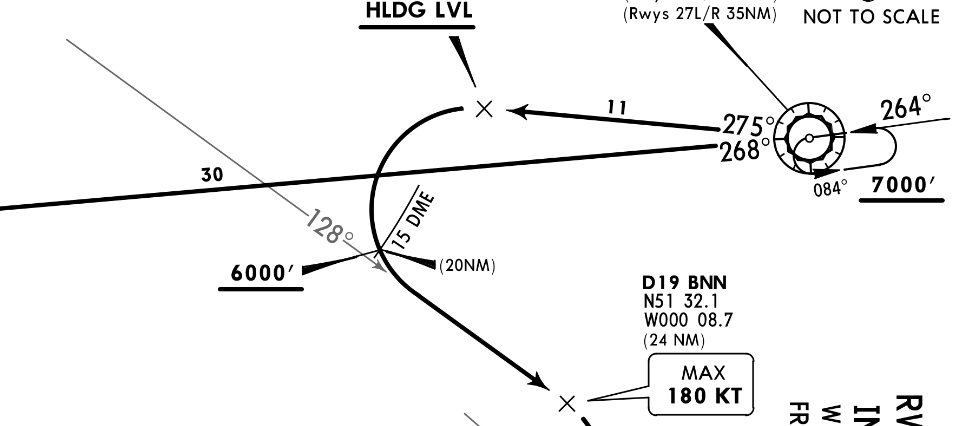 HLDG LVL
(Rwys 27L/R 35NM)
NOT TO SCALE
11
275°
264°
268°
30
084°
7000′
128°
15 DME
6000′
(20NM)
D19 BNN
N51 32.1
W000 08.7
(24 NM)
MAX
180 KT
RV
IN
W
FR